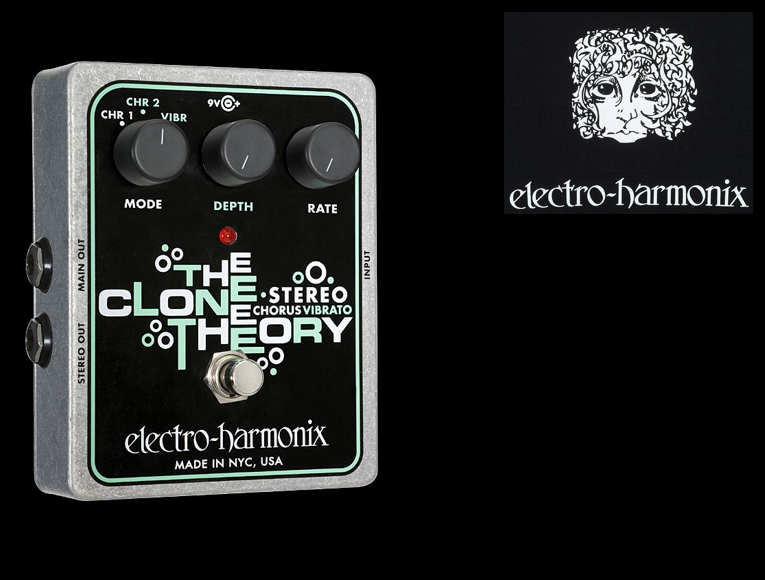 CHR 2
CHR 1
VIBR
9V
- +
MODE
DEPTH
RATE
MAIN OUT
STEREO OUT
INPUT
THE
CLONE
THEORY
STEREO
CHORUS VIBRATO
electro-harmonix
MADE IN NYC, USA
electro-harmonix